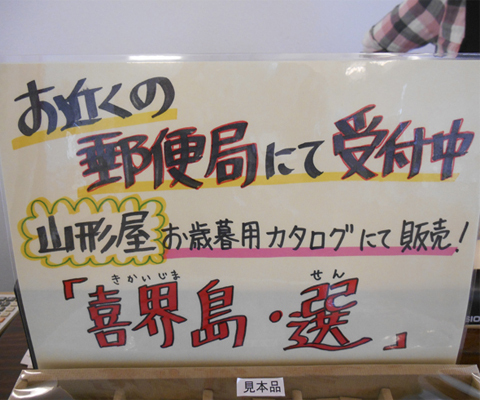 お近くの
郵便局にて受付中
山形屋お歳暮用カタログにて販売!
きかいじま せん
「喜界島・選」
見本品